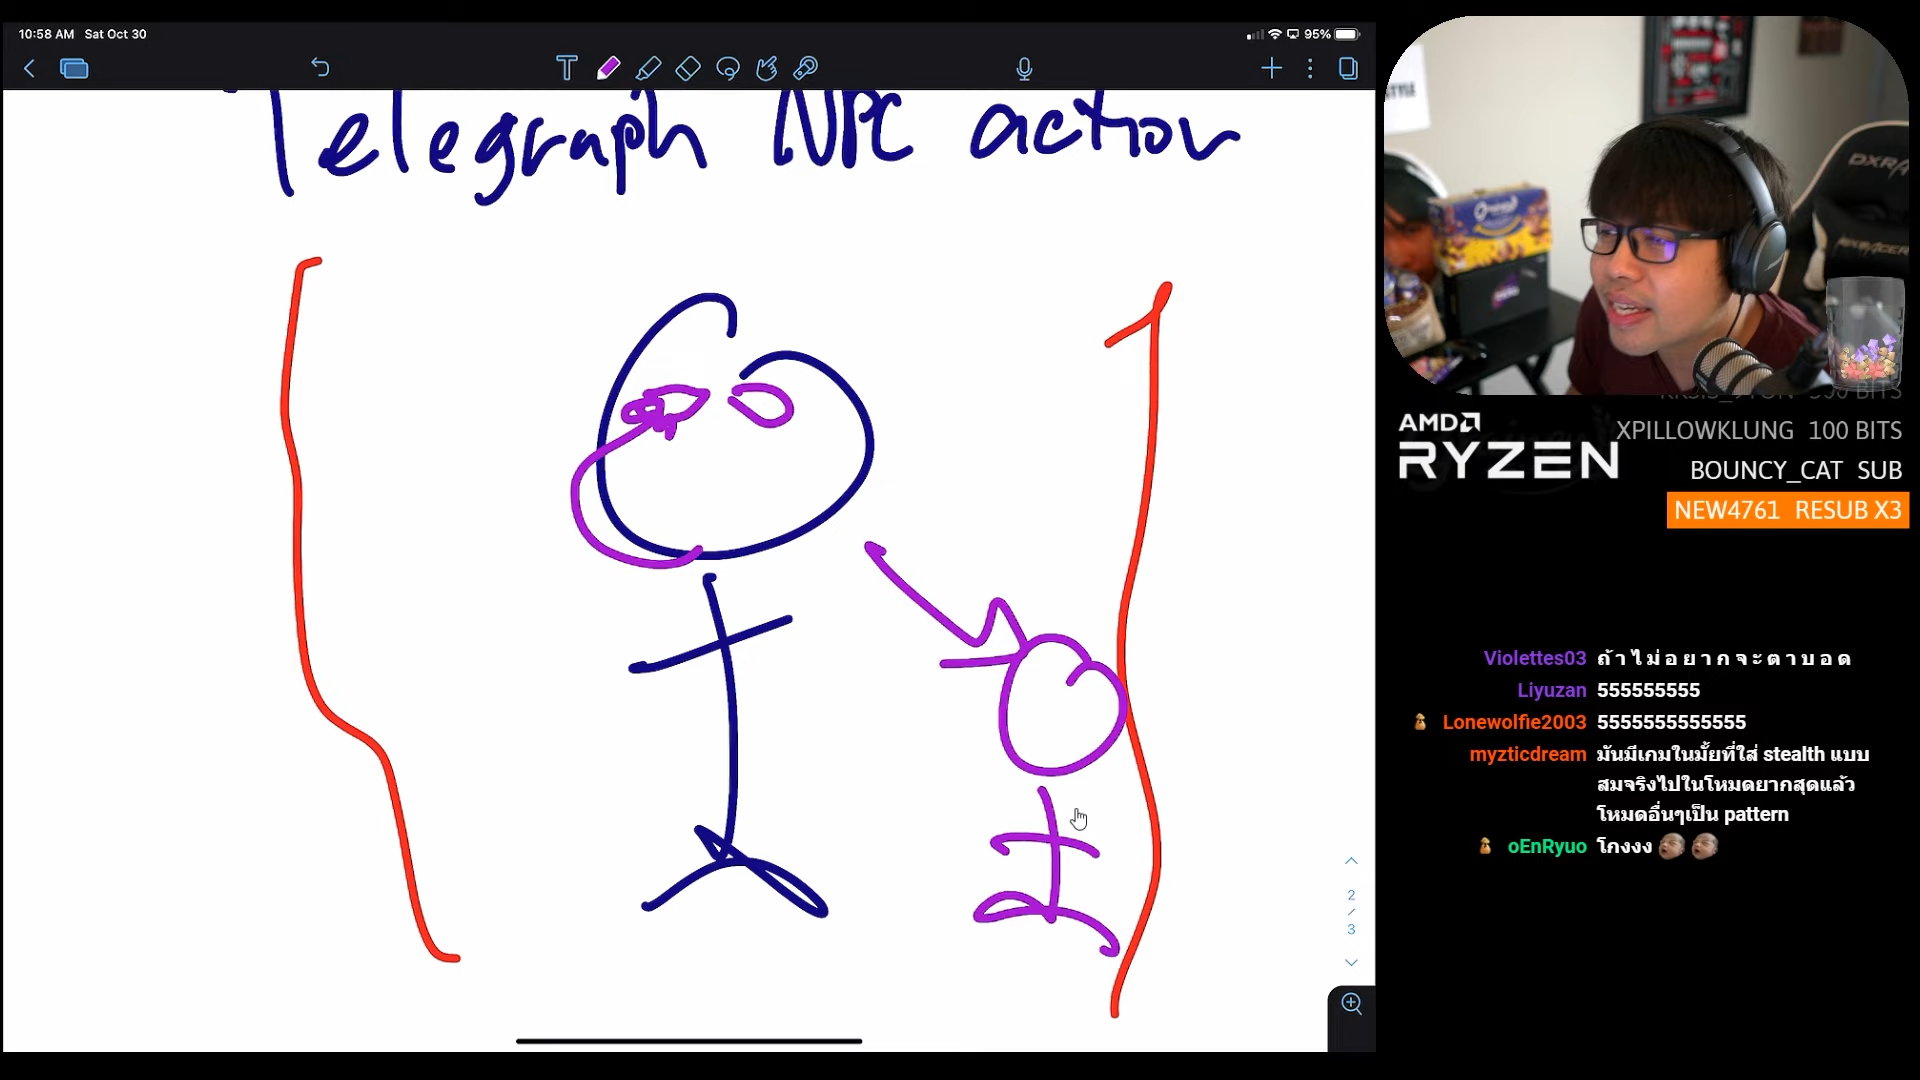 10:58 AM Sat Oct 30
95%
Telegraph NPC action
2
/
3
DXRA
AMD
RYZEN
XPILLOWKLUNG 100 BITS
BOUNCY_CAT SUB
NEW4761 RESUB X3
Violettes03 ถ้ า ไ ม่ อ ย า ก จ ะ ต า บ อ ด
Liyuzan 555555555
Lonewolfie2003 5555555555555
myzticdream มันมีเกมไนมั้ยที่ใส่ stealth แบบ
สมจริงไปในโหมดยากสุดแล้ว
โหมดอื่นๆเป็น pattern
oEnRyuo โกงงง